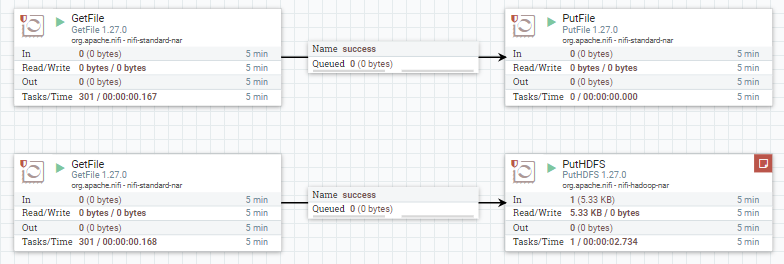 GetFile
GetFile 1.27.0
org.apache.nifi - nifi-standard-nar
In 0 (0 bytes) 5 min
Read/Write 0 bytes / 0 bytes 5 min
Out 0 (0 bytes) 5 min
Tasks/Time 301 / 00:00:00.167 5 min
Name success
Queued 0 (0 bytes)
PutFile
PutFile 1.27.0
org.apache.nifi - nifi-standard-nar
In 0 (0 bytes) 5 min
Read/Write 0 bytes / 0 bytes 5 min
Out 0 (0 bytes) 5 min
Tasks/Time 0 / 00:00:00.000 5 min
GetFile
GetFile 1.27.0
org.apache.nifi - nifi-standard-nar
In 0 (0 bytes) 5 min
Read/Write 0 bytes / 0 bytes 5 min
Out 0 (0 bytes) 5 min
Tasks/Time 301 / 00:00:00.168 5 min
Name success
Queued 0 (0 bytes)
PutHDFS
PutHDFS 1.27.0
org.apache.nifi - nifi-hadoop-nar
In 1 (5.33 KB) 5 min
Read/Write 5.33 KB / 0 bytes 5 min
Out 0 (0 bytes) 5 min
Tasks/Time 1 / 00:00:02.734 5 min